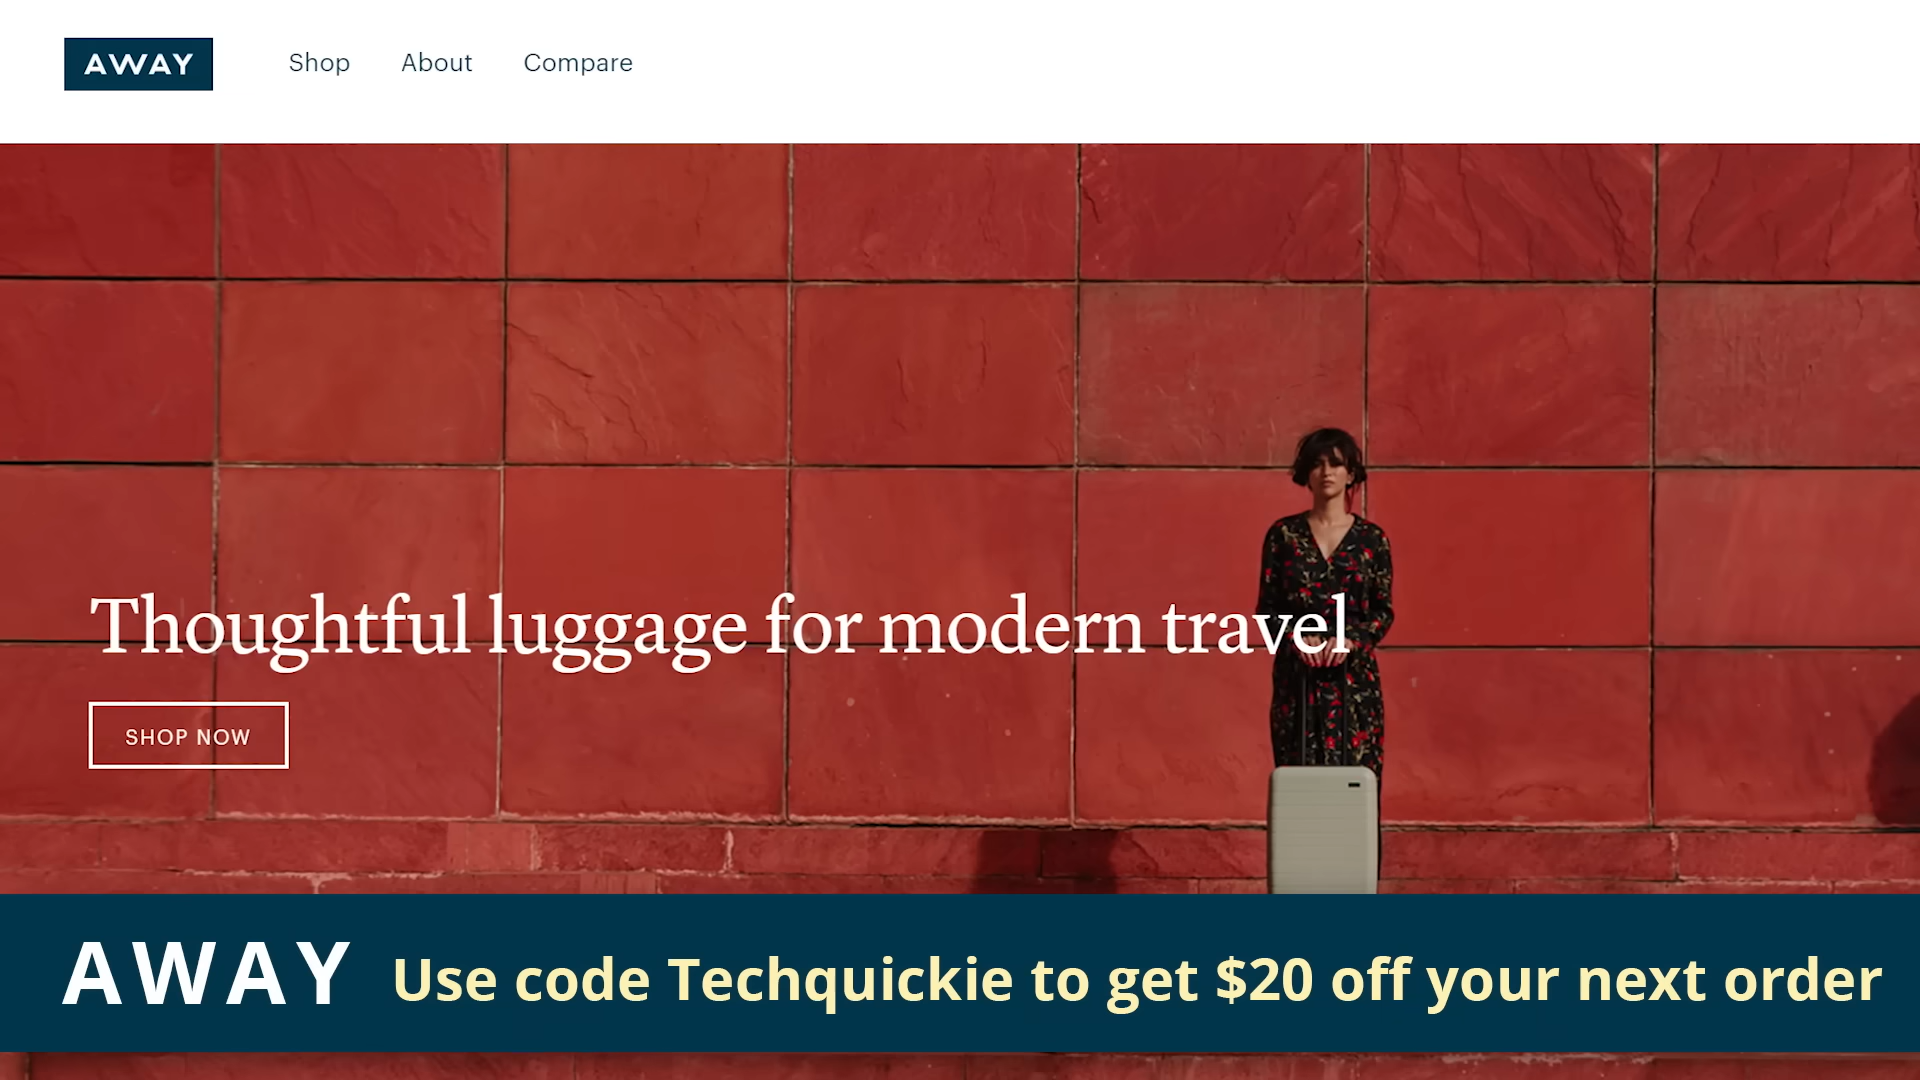 AWAY
Shop
About
Compare
Thoughtful luggage for modern travel
SHOP NOW
AWAY Use code Techquickie to get $20 off your next order